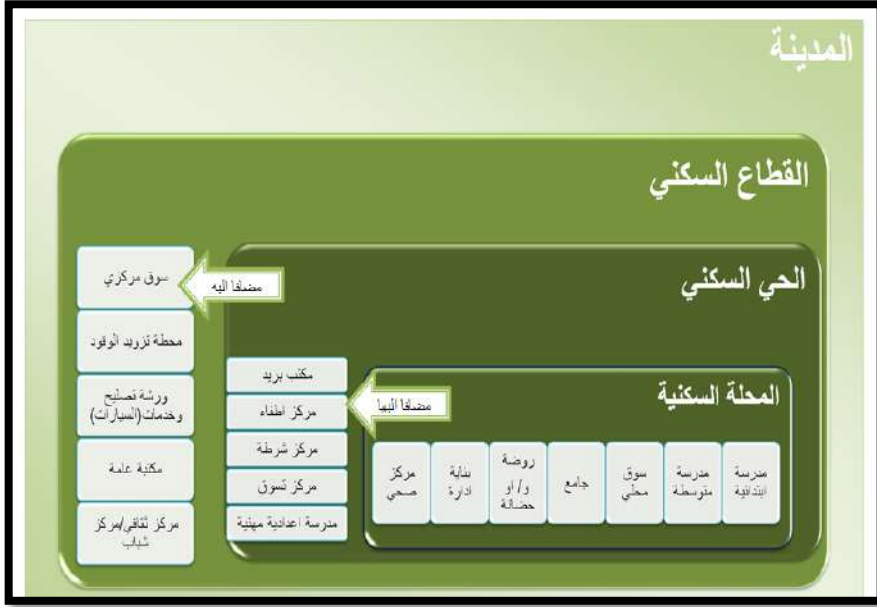 المدينة
القطاع السكني
الحي السكني
المحلة السكنية
مدرسة
ابتدائية
مدرسة
متوسطة
سوق
محلي
جامع
روضة
و/ او
حضانة
بناية
ادارة
مركز
صحي
مضافا اليها
مكتب بريد
مركز اطفاء
مركز شرطة
مركز تسوق
مدرسة اعدادية مهنية
مضافا اليه
سوق مركزي
محطة تزويد الوقود
ورشة تصليح
وخدمات(السيارات)
مكتبة عامة
مركز ثقافي/مركز
شباب